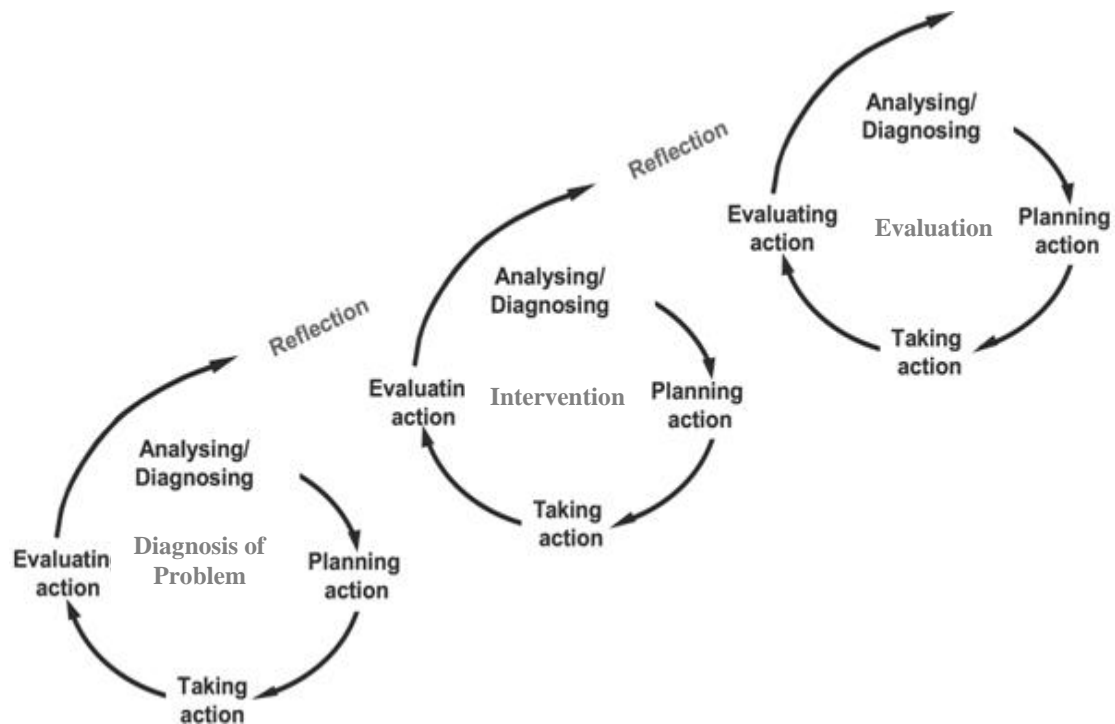 Analysing/
Diagnosing
Evaluating
action
Evaluation
Planning
action
Taking
action
Reflection
Analysing/
Diagnosing
Evaluatin
action
Intervention
Planning
action
Taking
action
Reflection
Analysing/
Diagnosing
Evaluatin
action
Diagnosis of
Problem
Planning
action
Taking
action